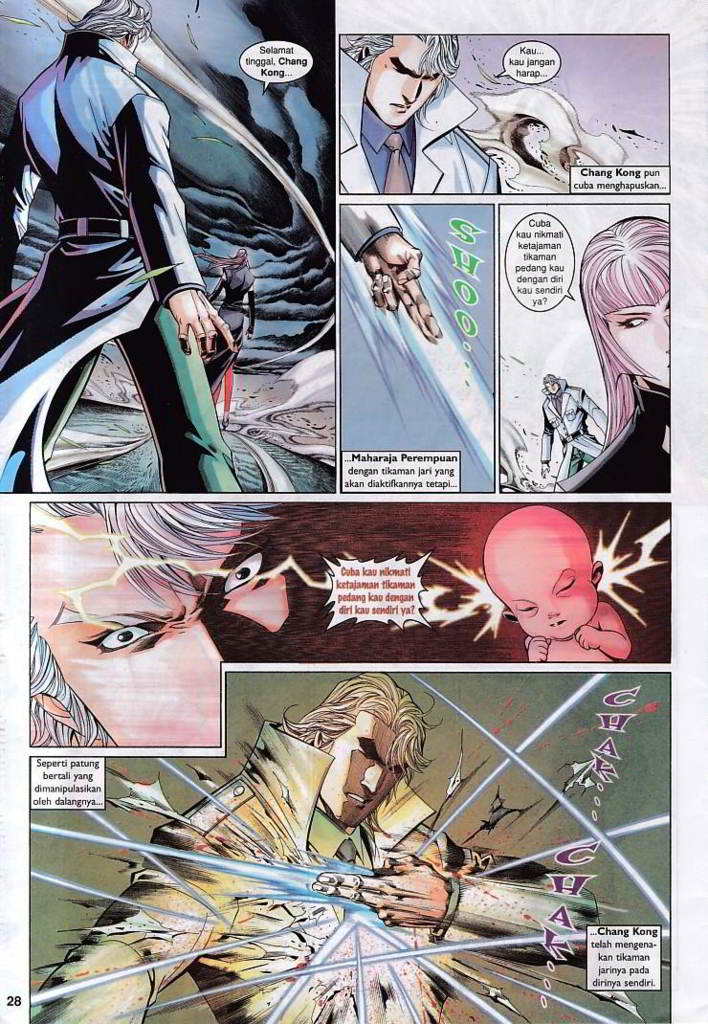 Selamat
tinggal, Chang
Kong...
Kau...
kau jangan
harap...
Chang Kong pun
cuba menghapuskan...
SHOO...
...Maharaja Perempuan
dengan tikaman jari yang
akan diaktifkannya tetapi...
Cuba
kau nikmati
ketajaman
tikaman
pedang kau
dengan diri
kau sendiri
ya?
Cuba kau nikmati
ketajaman tikaman
pedang kau dengan
diri kau sendiri ya?
Seperti patung
bertali yang
dimanipulasikan
oleh dalangnya...
CHAK...
CHAK...
...Chang Kong
telah mengena-
kan tikaman
jarinya pada
dirinya sendiri.
28